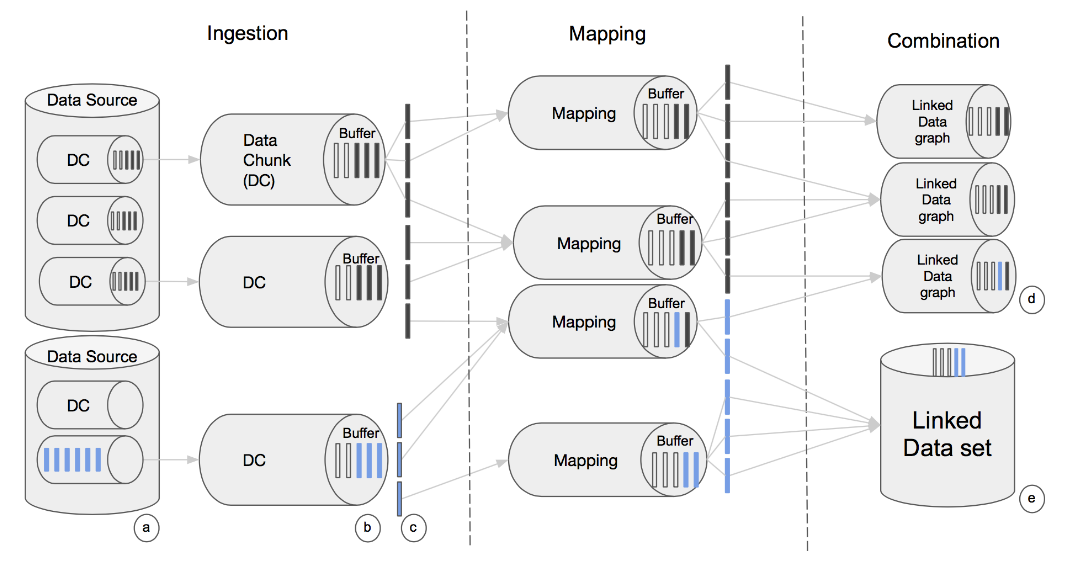 Ingestion
Mapping
Combination
Data Source
DC
DC
DC
Data
Chunk
(DC)
Buffer
DC
Buffer
Data Source
DC
DC
Buffer
a
b
c
Mapping
Buffer
Mapping
Buffer
Mapping
Buffer
Mapping
Buffer
Linked
Data
graph
Linked
Data
graph
Linked
Data
graph
d
Linked
Data set
e